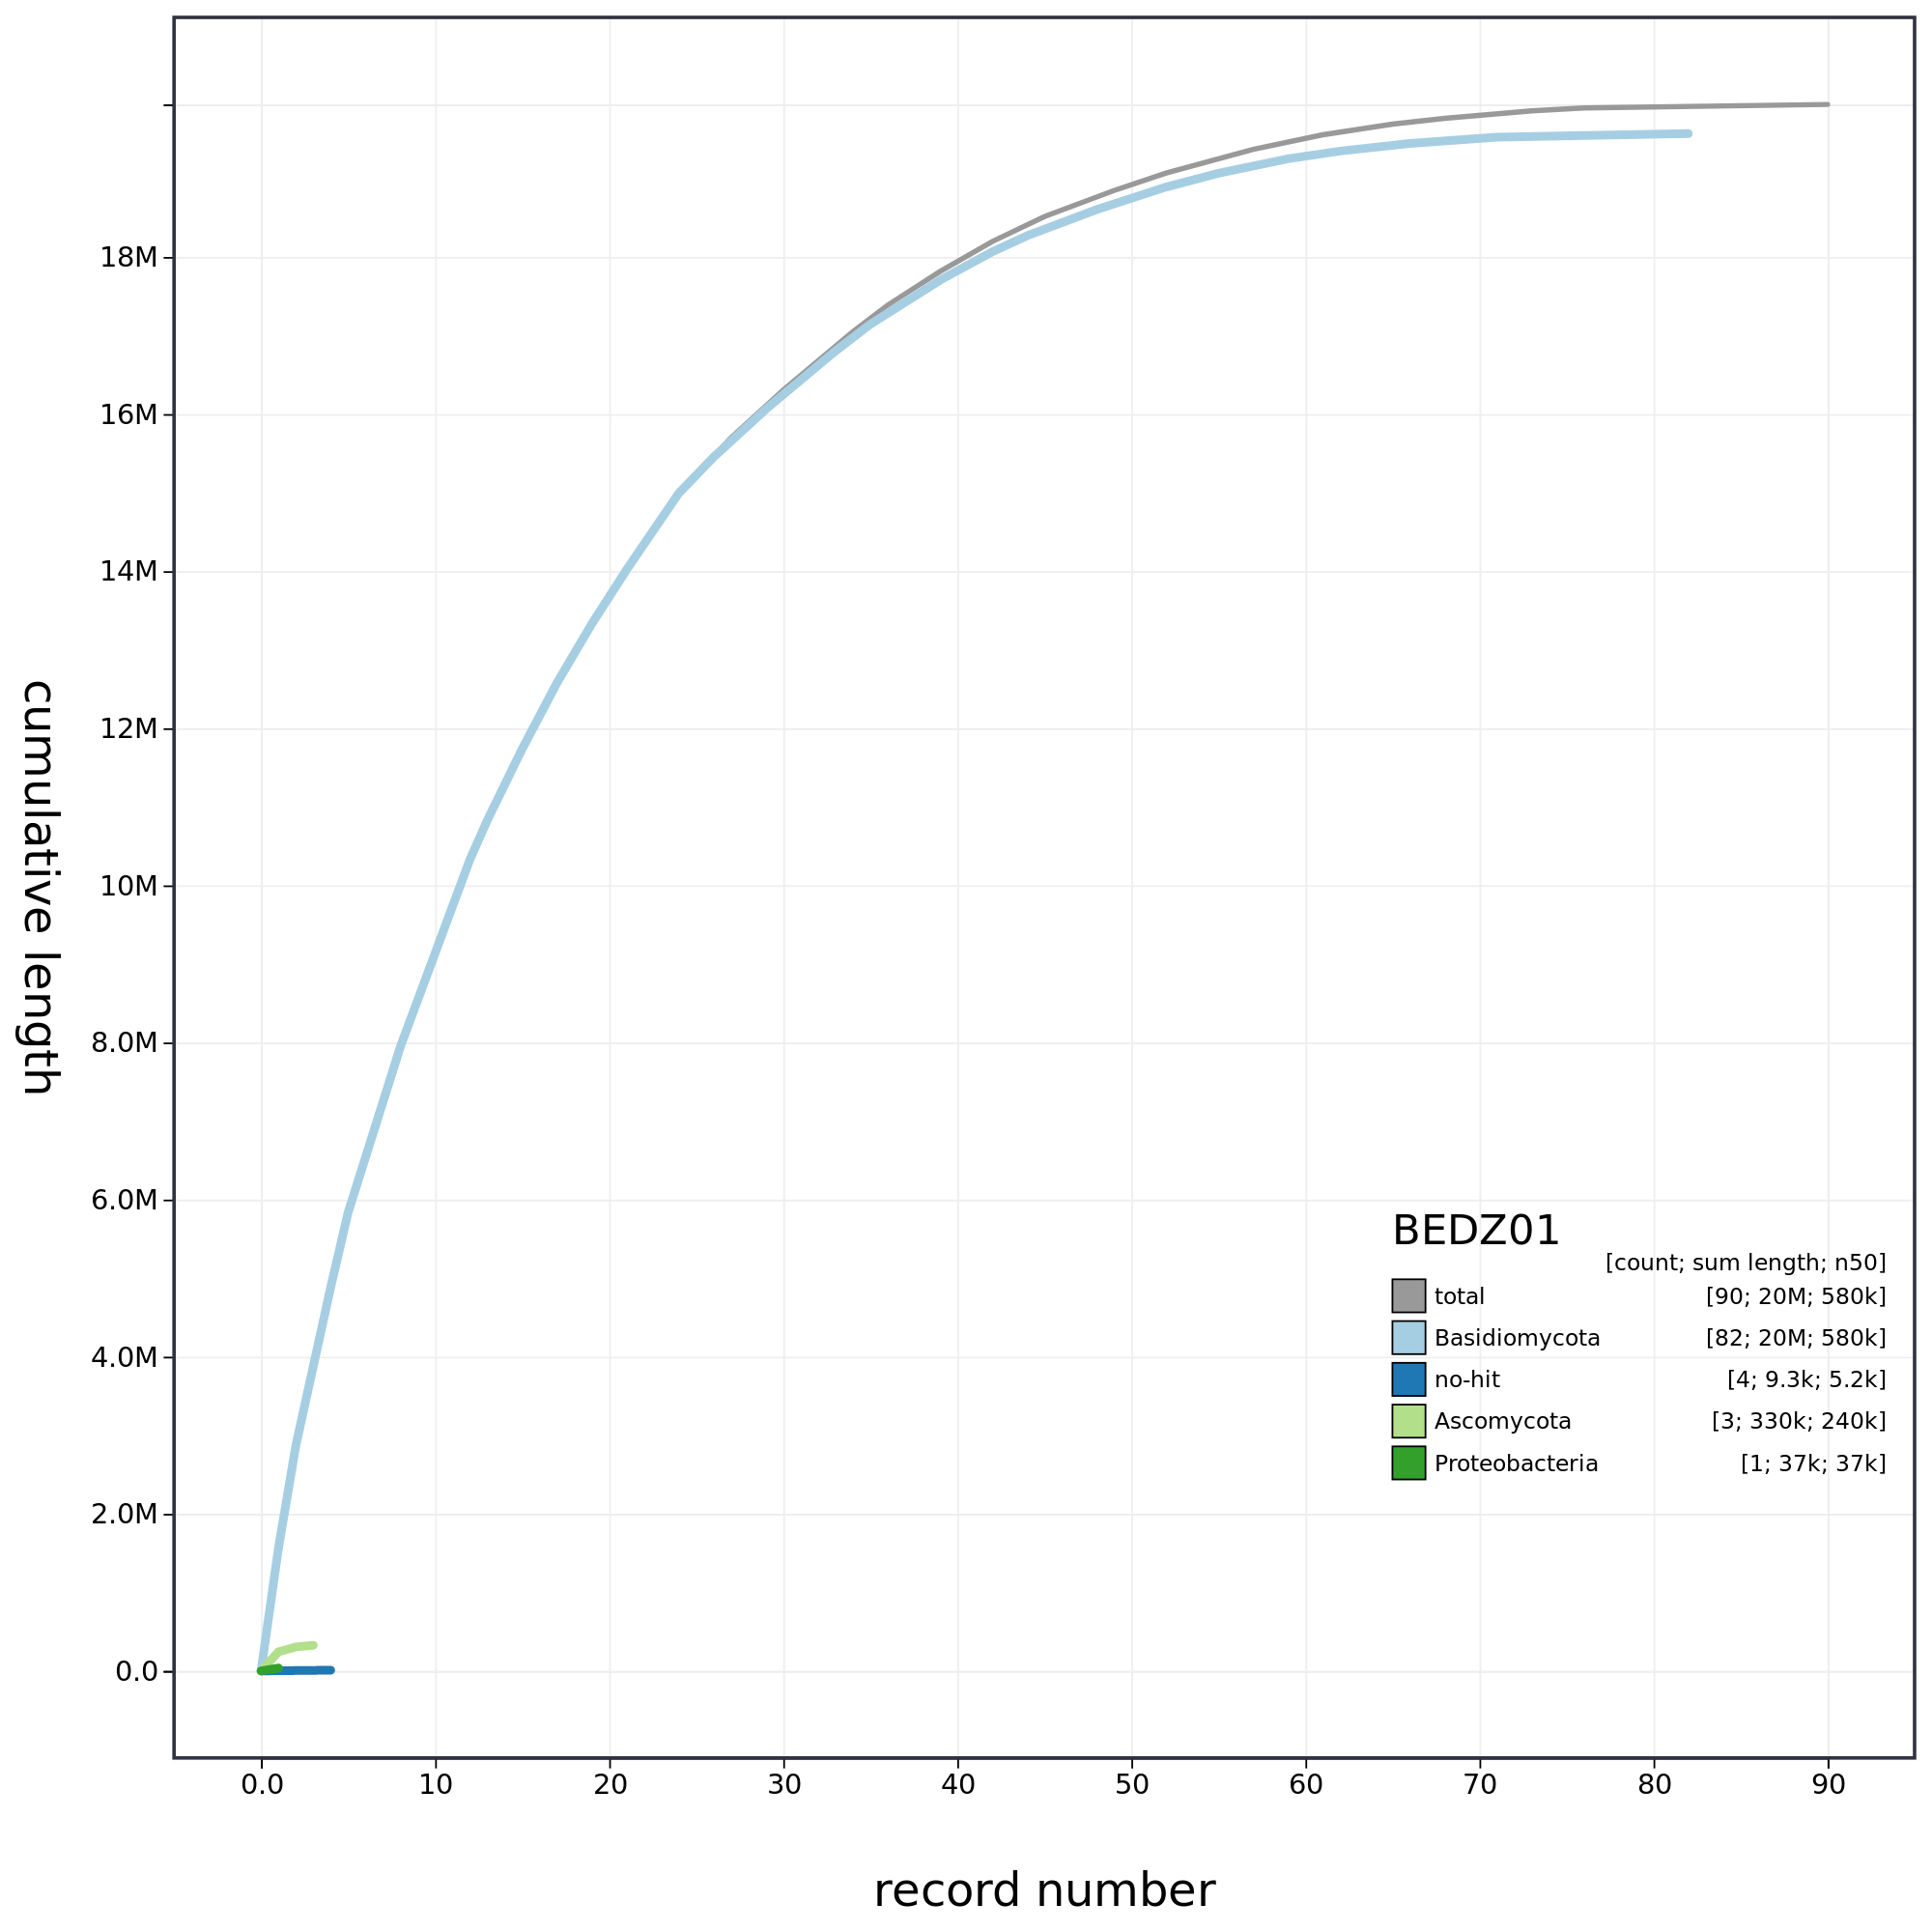 cumulative length
18M
16M
14M
12M
10M
8.0M
6.0M
4.0M
2.0M
0.0
BEDZ01
[count; sum length; n50]
total [90; 20M; 580k]
Basidiomycota [82; 20M; 580k]
no-hit [4; 9.3k; 5.2k]
Ascomycota [3; 330k; 240k]
Proteobacteria [1; 37k; 37k]
0.0 10 20 30 40 50 60 70 80 90
record number